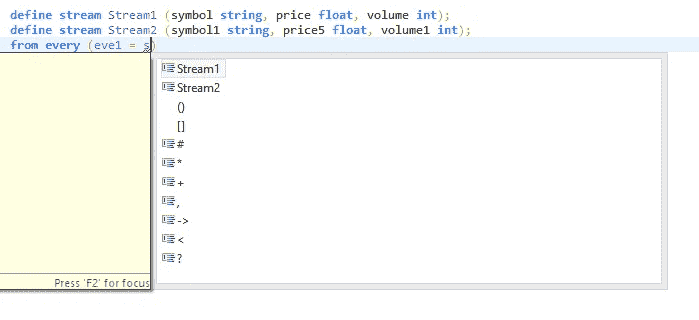 define stream Stream1 (symbol string, price float, volume int);
define stream Stream2 (symbol1 string, price5 float, volume1 int);
from every (eve1 = s)
Stream1
Stream2
()
[]
#
*
+
,
->
<
?
Press 'F2' for focus